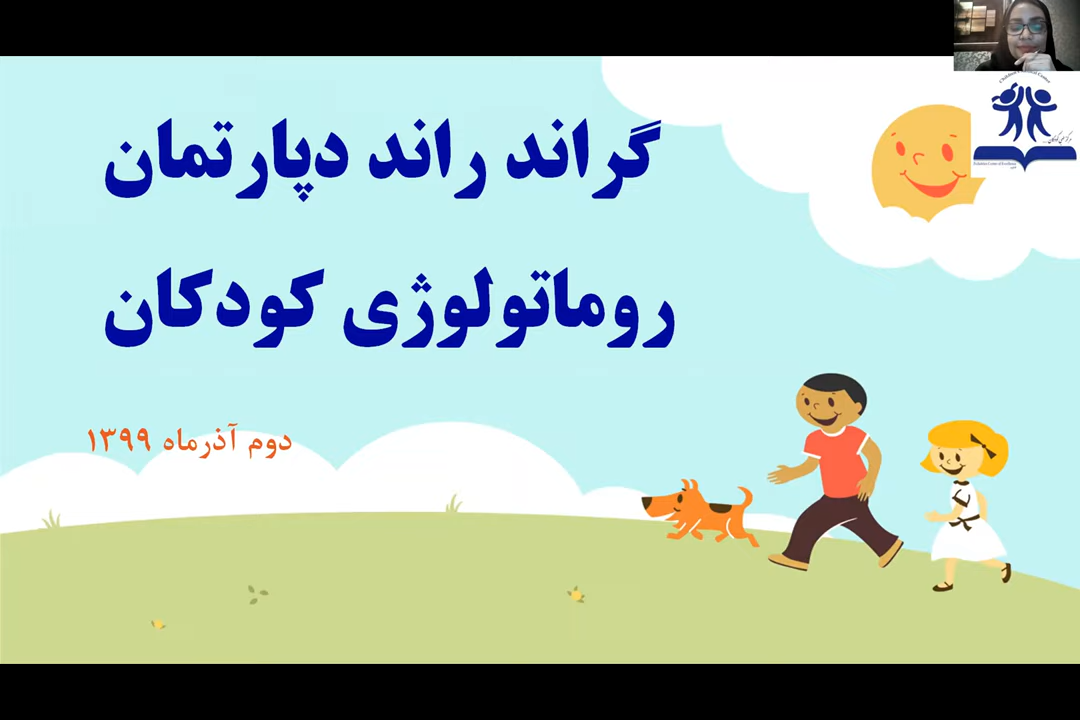 گراند راند دپارتمان
روماتولوژی کودکان
دوم آذرماه ۱۳۹۹